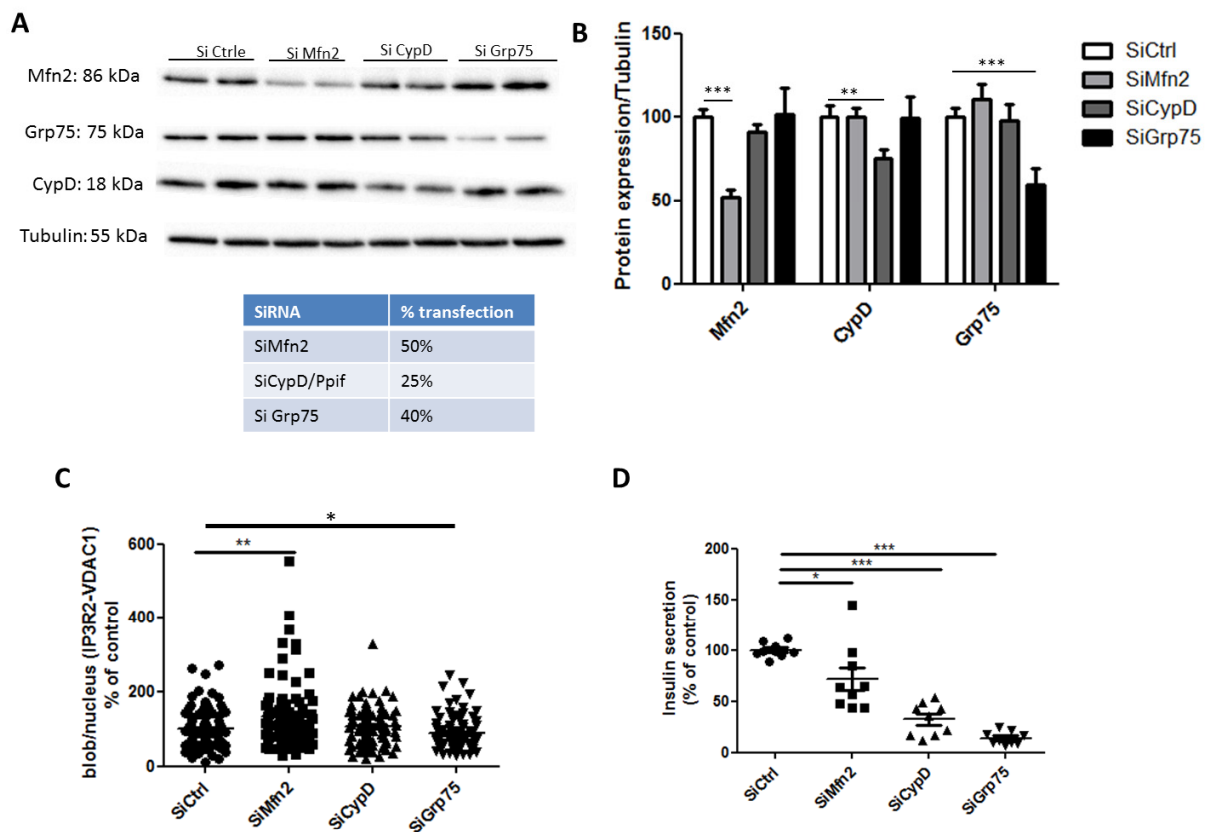 A
Si Ctrle Si Mfn2 Si CypD Si Grp75
Mfn2: 86 kDa
Grp75: 75 kDa
CypD: 18 kDa
Tubulin: 55 kDa
SiRNA % transfection
SiMfn2 50%
SiCypD/Ppif 25%
Si Grp75 40%
B
Protein expression/Tubulin
150
100
50
0
*** ** ***
Mfn2 CypD Grp75
SiCtrl
SiMfn2
SiCypD
SiGrp75
C
blob/nucleus (IP3R2-VDAC1)
% of control
600
400
200
0
*
**
SiCtrl SiMfn2 SiCypD SiGrp75
D
Insulin secretion
(% of control)
200
150
100
50
0
***
***
*
SiCtrl SiMfn2 SiCypD SiGrp75